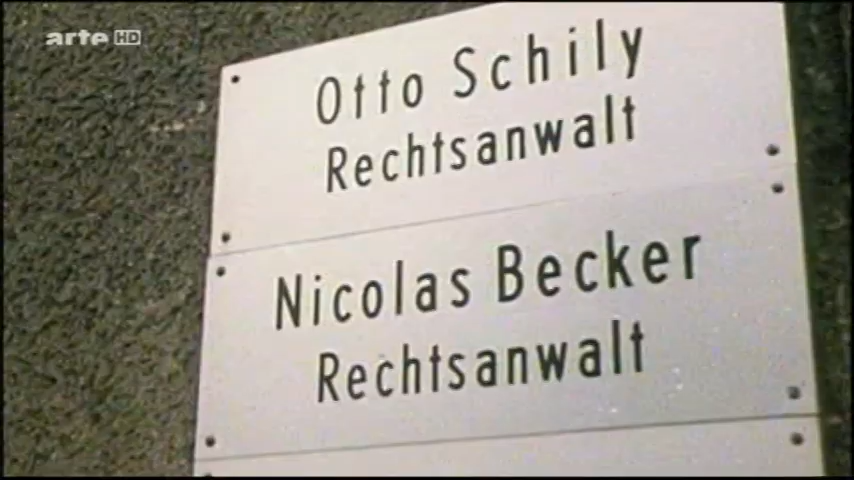 arte HD
Otto Schily
Rechtsanwalt
Nicolas Becker
Rechtsanwalt